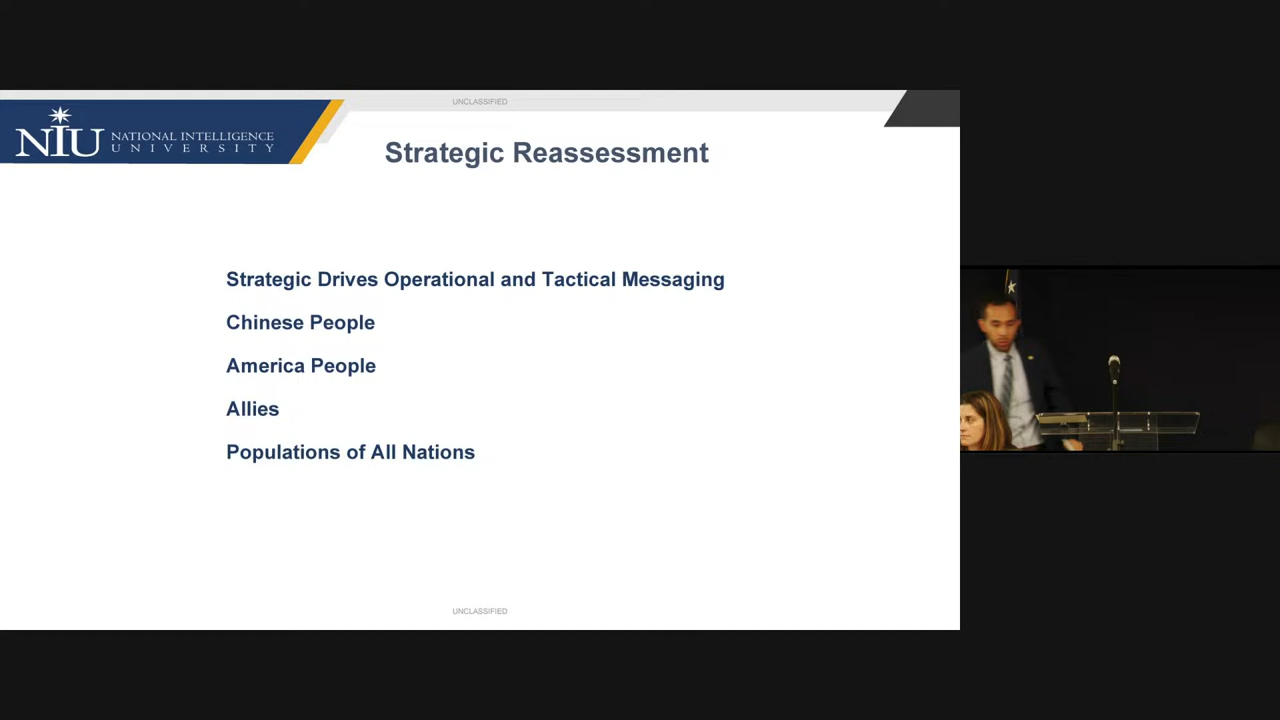 UNCLASSIFIED
NIU NATIONAL INTELLIGENCE
UNIVERSITY
Strategic Reassessment
Strategic Drives Operational and Tactical Messaging
Chinese People
America People
Allies
Populations of All Nations
UNCLASSIFIED